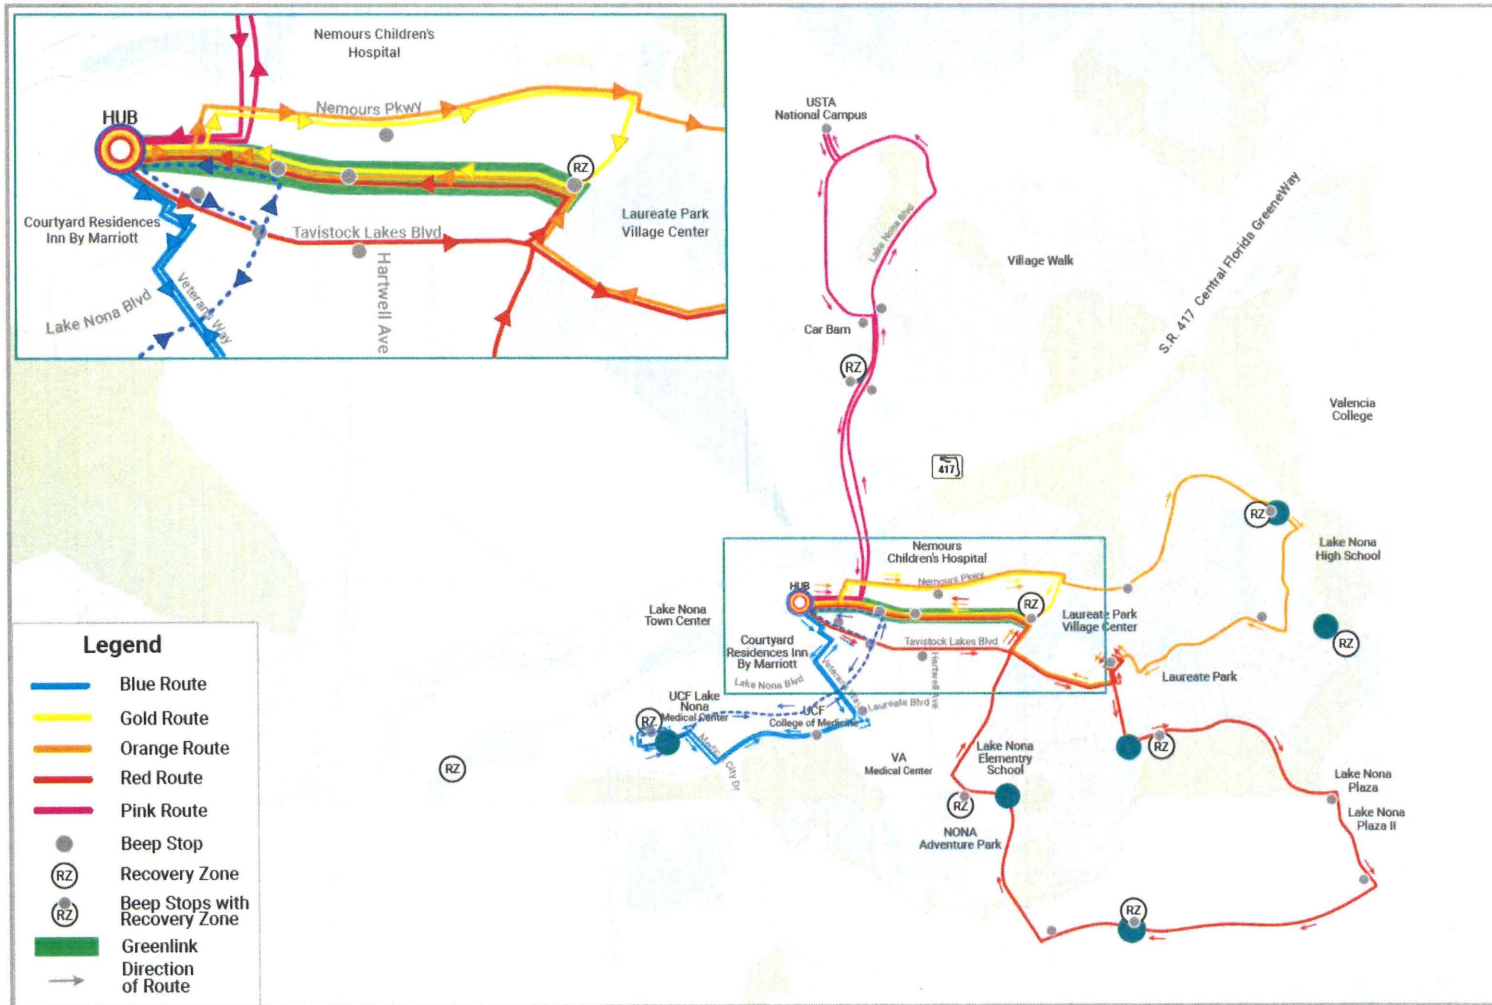 Nemours Children's
Hospital
HUB
Nemours Pkwy
RZ
Courtyard Residences
Inn By Marriott
Laureate Park
Village Center
Tavistock Lakes Blvd
Hartwell Ave
Lake Nona Blvd
Veterans Way
USTA
National Campus
Lake Nona Blvd
Village Walk
S.R. 417 Central Florida GreeneWay
Car Barn
RZ
Valencia
College
417
RZ
Lake Nona
High School
Nemours
Children's Hospital
HUB
Nemours Pkwy
RZ
Lake Nona
Town Center
Laureate Park
Village Center
RZ
Courtyard
Residences Inn
By Marriott
Tavistock Lakes Blvd
Hartwell Ave
Lake Nona Blvd
Veterans Way
Laureate Park
UCF Lake
Nona
Medical Center
RZ
UCF
College of Medicine
Laureate Blvd
Medical City Dr
VA
Medical Center
Lake Nona
Elementry
School
RZ
RZ
RZ
NONA
Adventure Park
Lake Nona
Plaza
Lake Nona
Plaza II
RZ
Legend
Blue Route
Gold Route
Orange Route
Red Route
Pink Route
Beep Stop
RZ Recovery Zone
RZ Beep Stops with
Recovery Zone
Greenlink
Direction
of Route